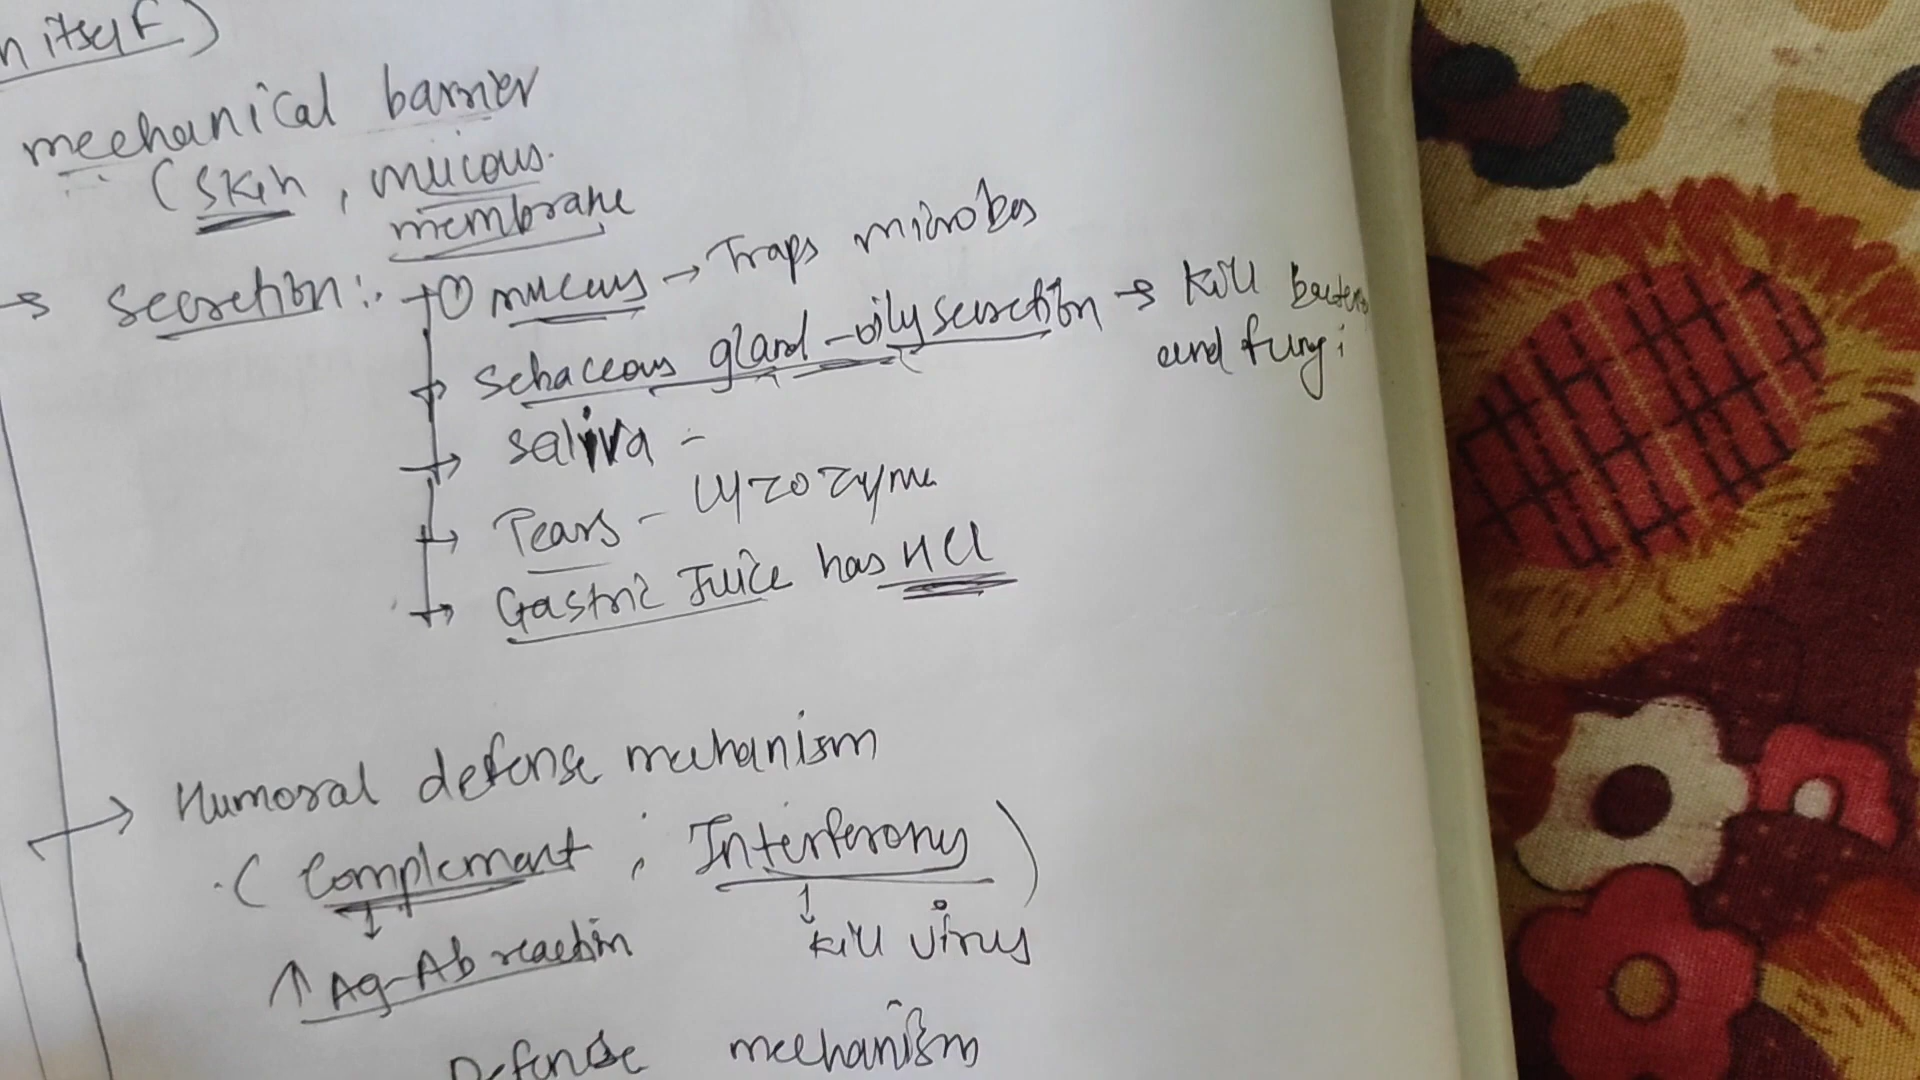 itself)
mechanical barrier
(Skin, mucous
membrane
→ Secretion :- → ① mucus → Traps microbes
→ Sebaceous gland - oily secretion → Kill bacteria
and fungi
→ saliva -
→ Tears - Lyzozyme
→ Gastric Juice has HCl
→ Humoral defense mechanism
(Complement, Interferons)
↓ ↓
↑ Ag-Ab reaction kill virus
Defense mechanism